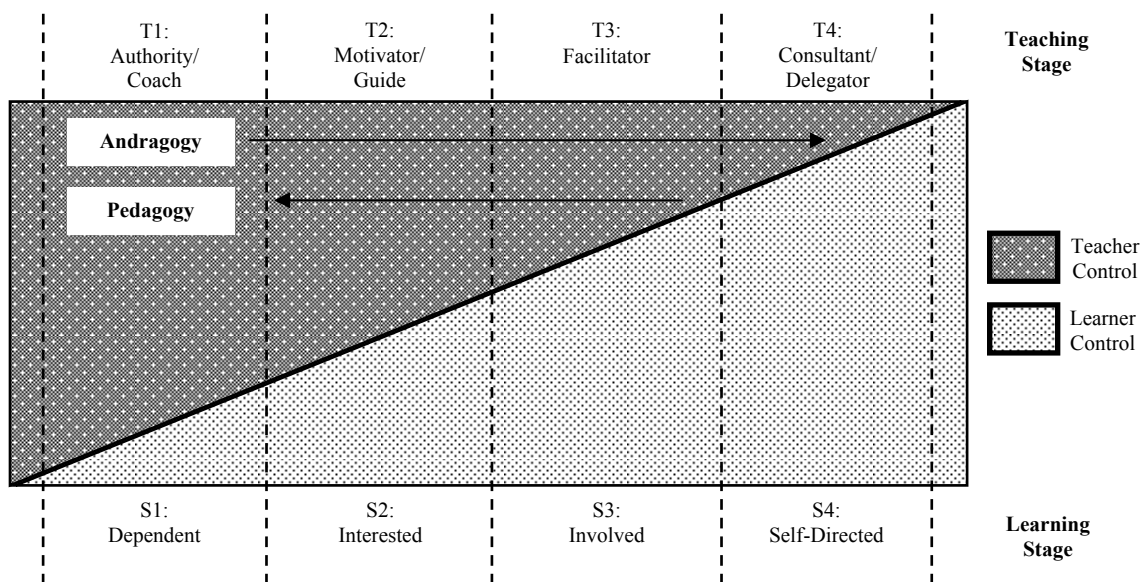 T1:
Authority/
Coach
T2:
Motivator/
Guide
T3:
Facilitator
T4:
Consultant/
Delegator
Teaching
Stage
Andragogy
Pedagogy
Teacher
Control
Learner
Control
S1:
Dependent
S2:
Interested
S3:
Involved
S4:
Self-Directed
Learning
Stage